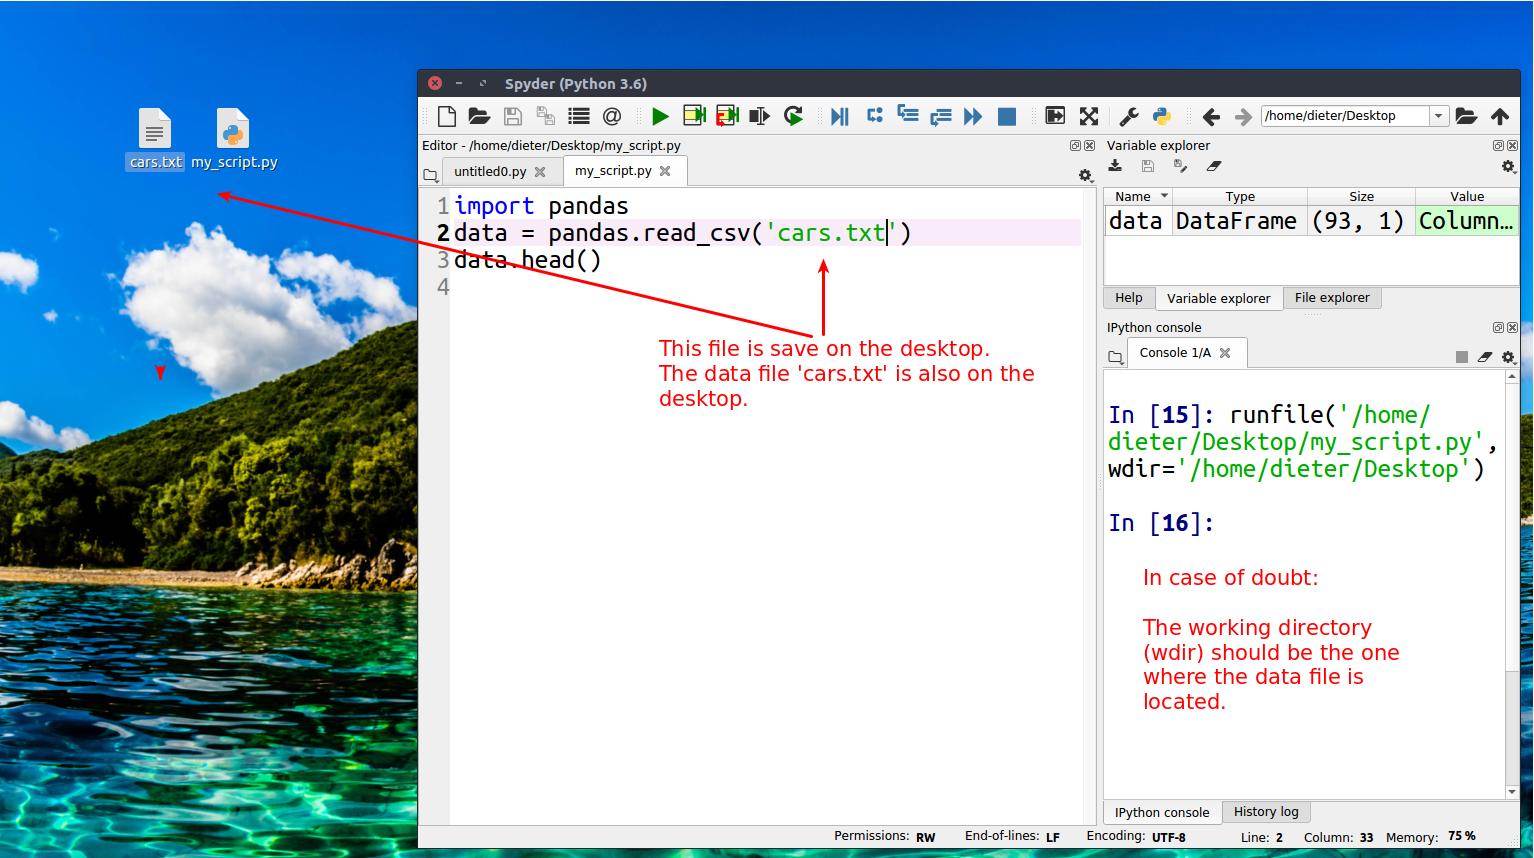 cars.txt
my_script.py
Spyder (Python 3.6)
/home/dieter/Desktop
Editor - /home/dieter/Desktop/my_script.py
untitled0.py
my_script.py
1 import pandas
2 data = pandas.read_csv('cars.txt')
3 data.head()
4
This file is save on the desktop.
The data file 'cars.txt' is also on the
desktop.
Variable explorer
Name Type Size Value
data DataFrame (93, 1) Column...
Help Variable explorer File explorer
IPython console
Console 1/A
In [15]: runfile('/home/
dieter/Desktop/my_script.py',
wdir='/home/dieter/Desktop')
In [16]:
In case of doubt:
The working directory
(wdir) should be the one
where the data file is
located.
IPython console History log
Permissions: RW End-of-lines: LF Encoding: UTF-8 Line: 2 Column: 33 Memory: 75 %